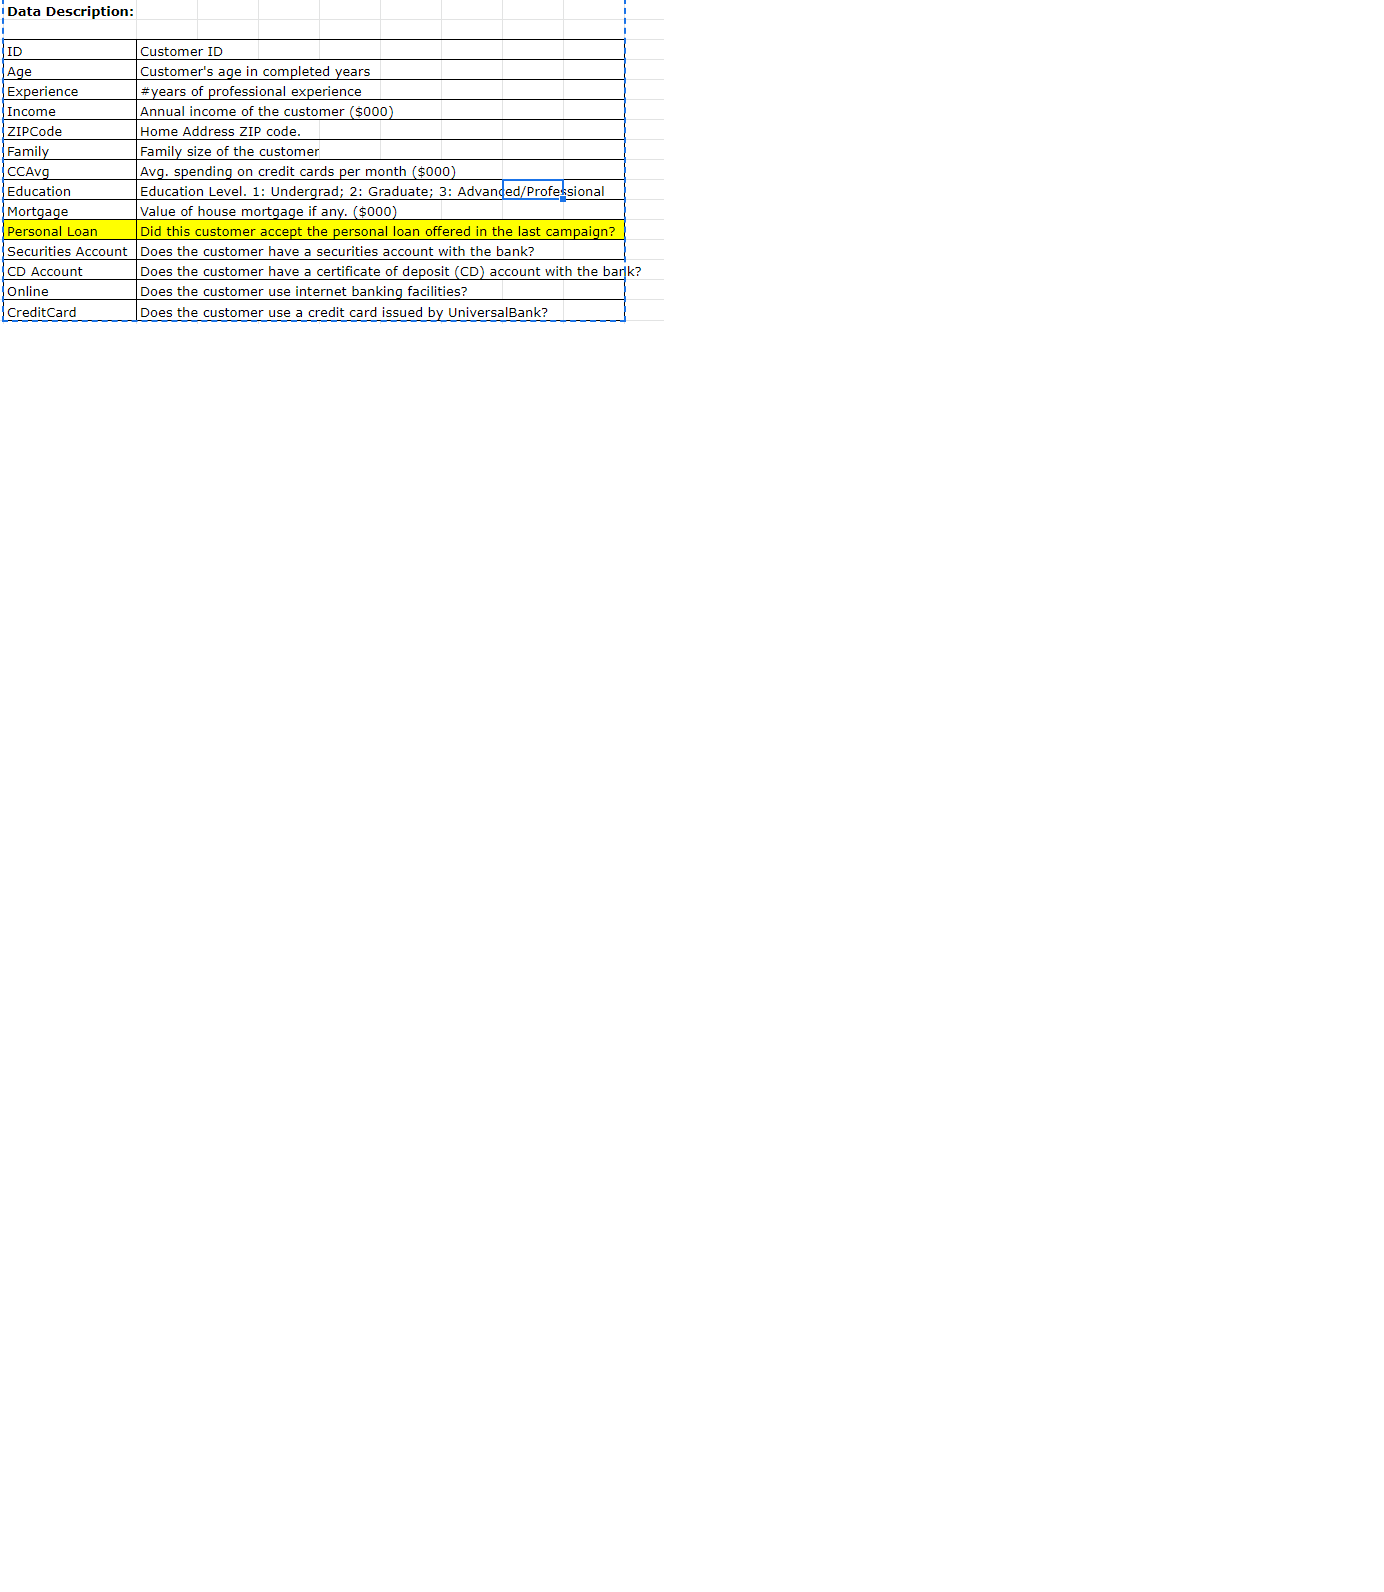 Data Description:
ID Customer ID
Age Customer's age in completed years
Experience #years of professional experience
Income Annual income of the customer ($000)
ZIPCode Home Address ZIP code.
Family Family size of the customer
CCAvg Avg. spending on credit cards per month ($000)
Education Education Level. 1: Undergrad; 2: Graduate; 3: Advanced/Professional
Mortgage Value of house mortgage if any. ($000)
Personal Loan Did this customer accept the personal loan offered in the last campaign?
Securities Account Does the customer have a securities account with the bank?
CD Account Does the customer have a certificate of deposit (CD) account with the bank?
Online Does the customer use internet banking facilities?
CreditCard Does the customer use a credit card issued by UniversalBank?